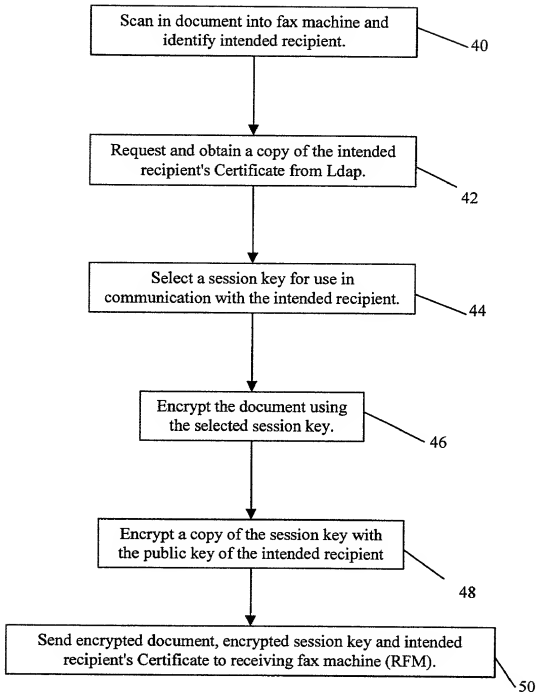 Scan in document into fax machine and
identify intended recipient.
40
Request and obtain a copy of the intended
recipient's Certificate from Ldap.
42
Select a session key for use in
communication with the intended recipient.
44
Encrypt the document using
the selected session key.
46
Encrypt a copy of the session key with
the public key of the intended recipient
48
Send encrypted document, encrypted session key and intended
recipient's Certificate to receiving fax machine (RFM).
50